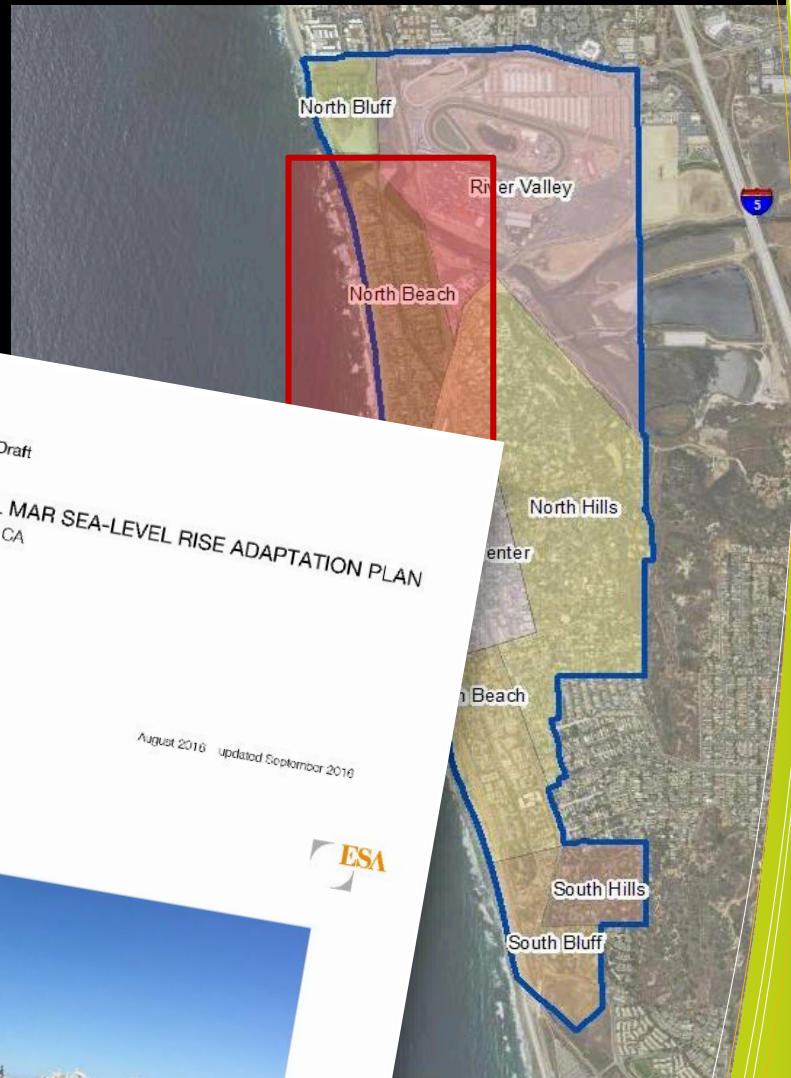 North Bluff
River Valley
5
North Beach
Draft
MAR SEA-LEVEL RISE ADAPTATION PLAN
CA
North Hills
enter
Beach
August 2016 updated September 2016
ESA
South Hills
South Bluff